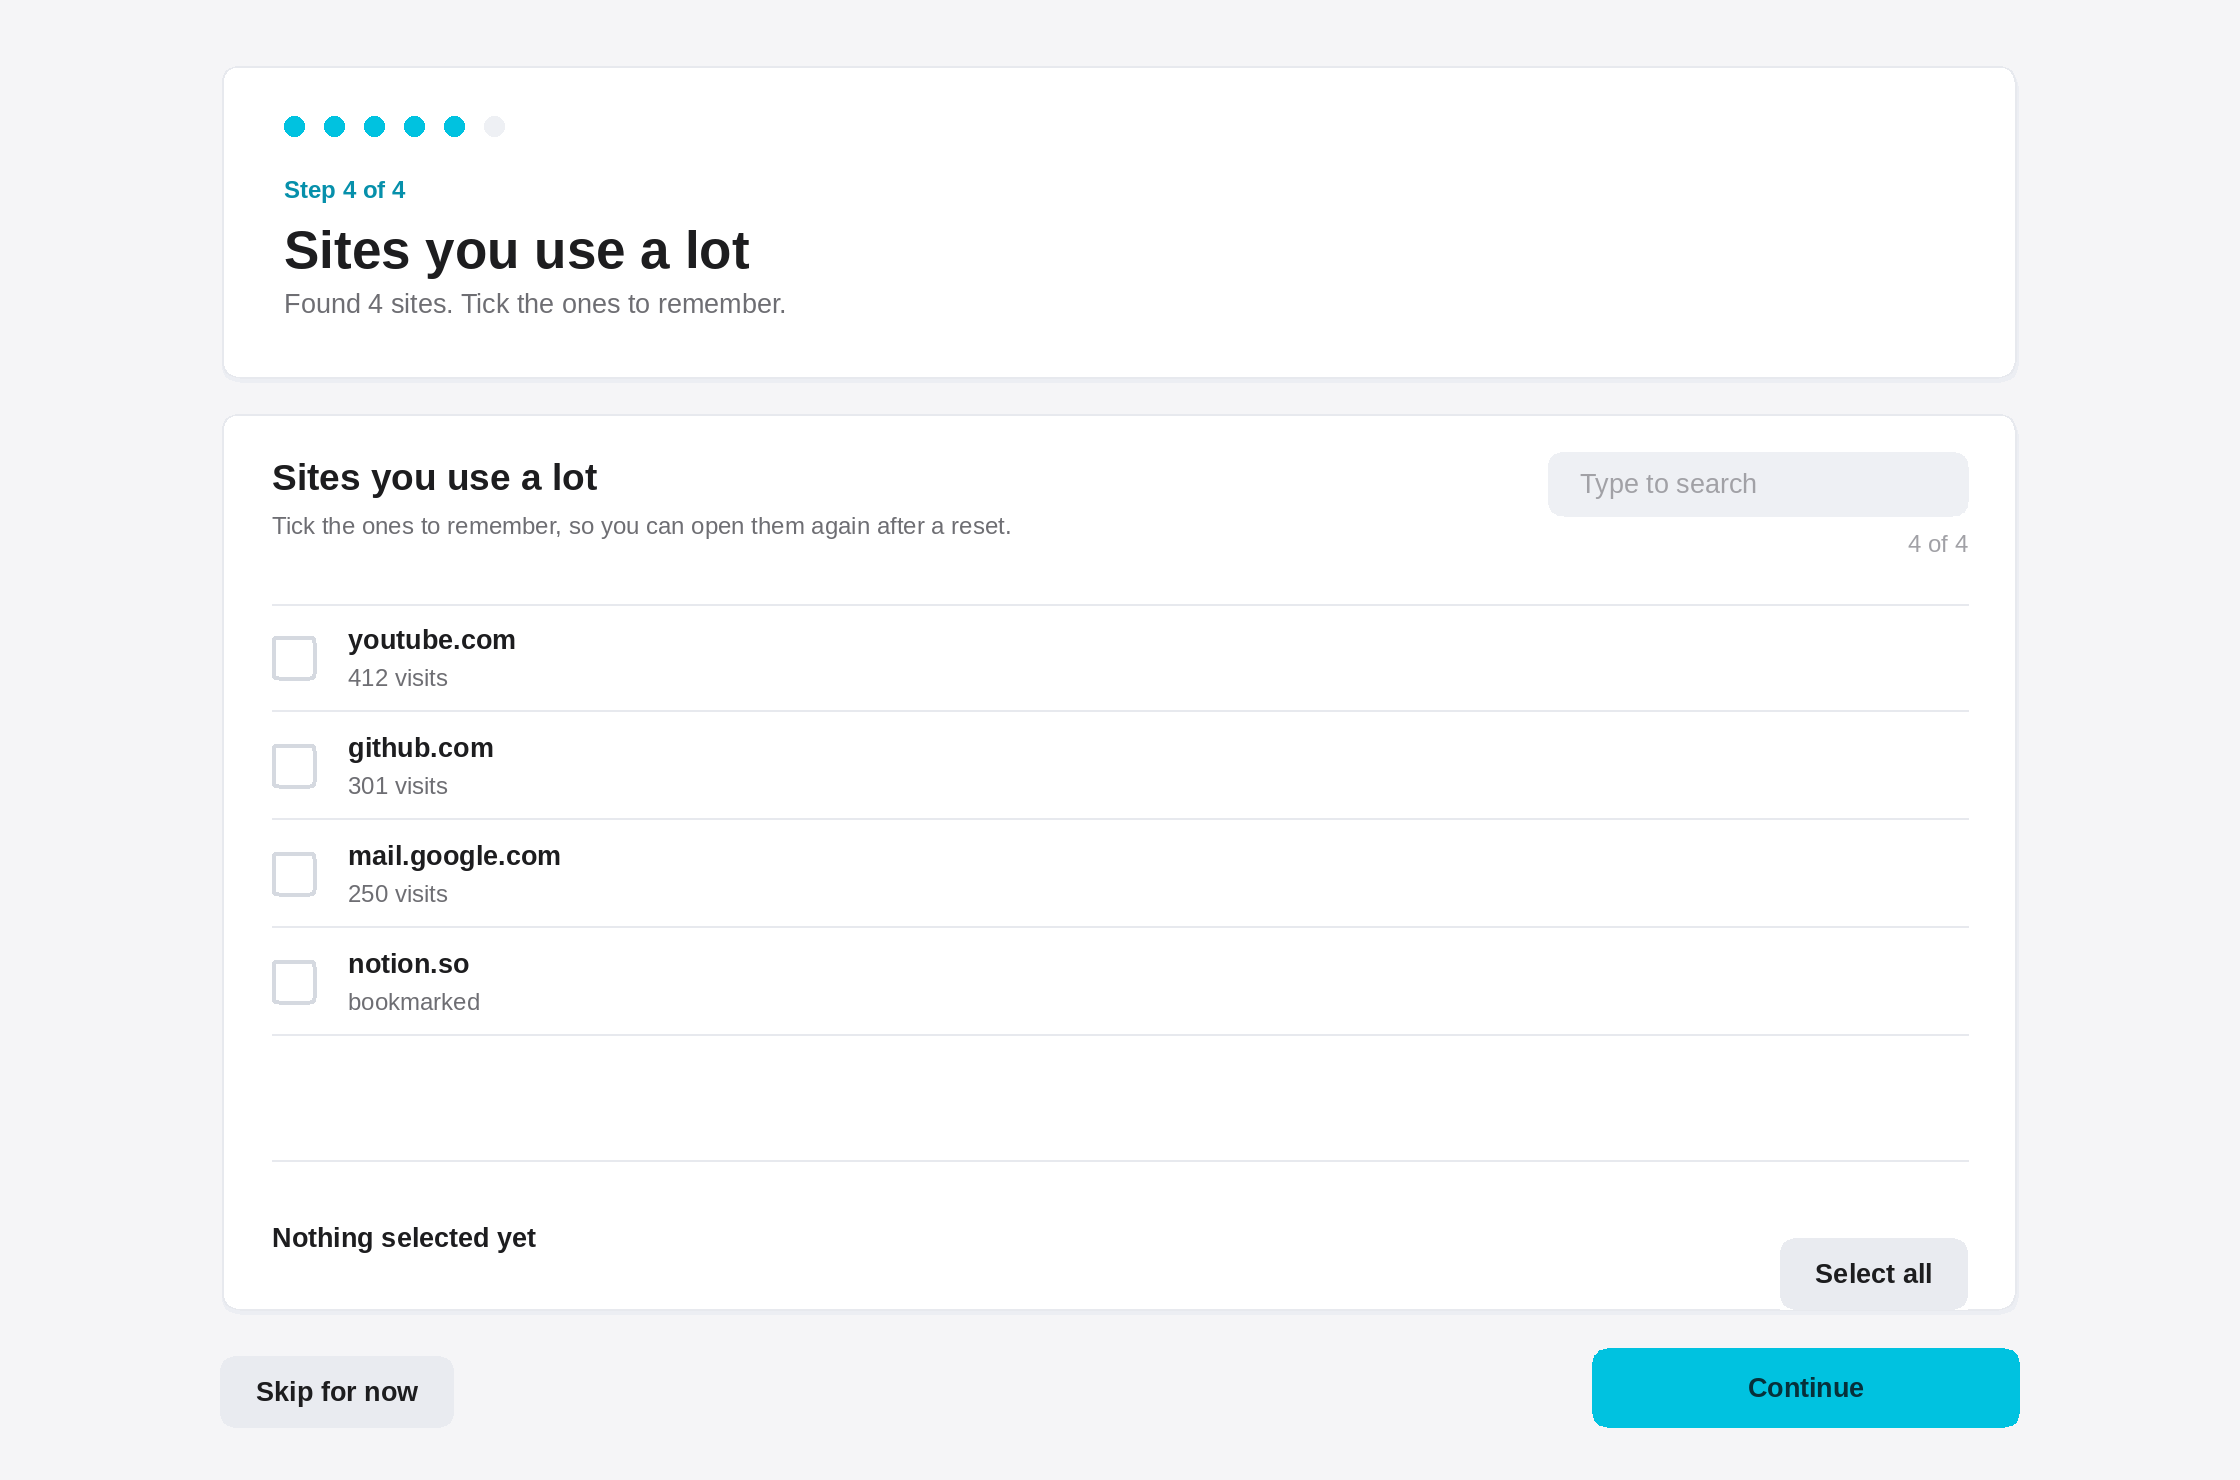 Step 4 of 4
Sites you use a lot
Found 4 sites. Tick the ones to remember.
Sites you use a lot
Type to search
Tick the ones to remember, so you can open them again after a reset.
4 of 4
youtube.com
412 visits
github.com
301 visits
mail.google.com
250 visits
notion.so
bookmarked
Nothing selected yet
Select all
Skip for now
Continue